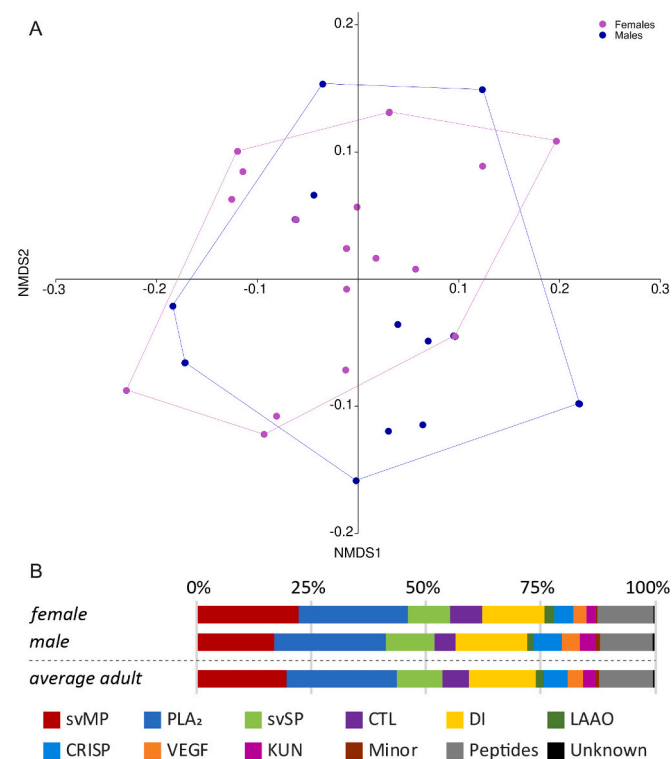 A
0.2
Females
Males
0.1
NMDS2
-0.3
-0.2
-0.1
0.1
0.2
0.3
-0.1
-0.2
NMDS1
B
0%
25%
50%
75%
100%
female
male
average adult
svMP
PLA₂
svSP
CTL
DI
LAAO
CRISP
VEGF
KUN
Minor
Peptides
Unknown